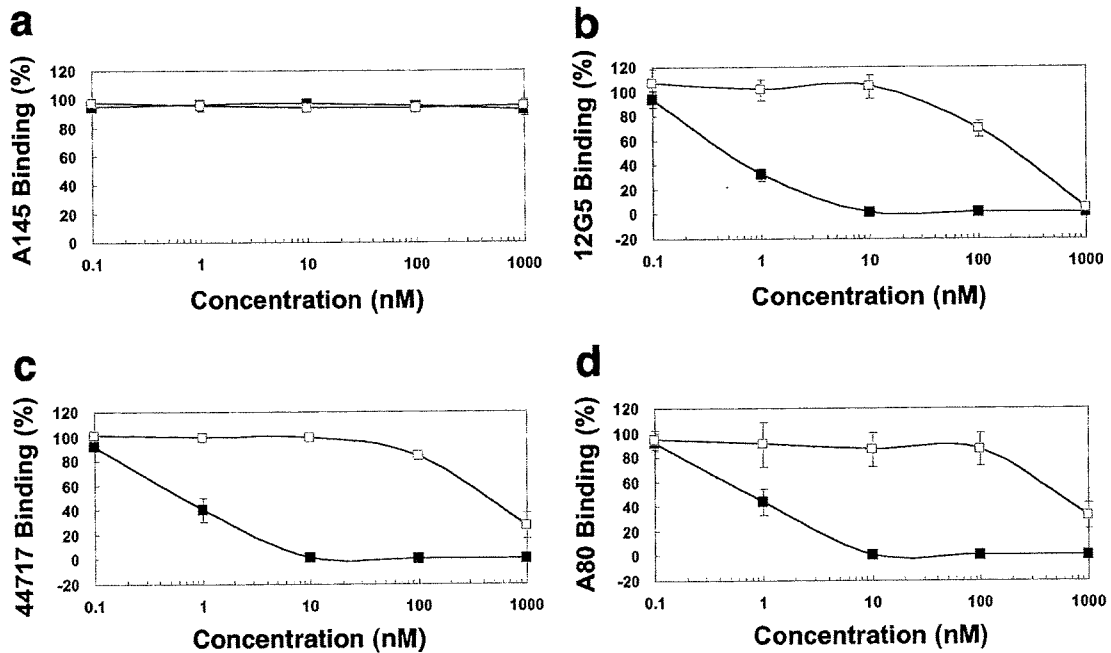 a
A145 Binding (%)
120
100
80
60
40
20
0
0.1 1 10 100 1000
Concentration (nM)
b
12G5 Binding (%)
120
100
80
60
40
20
0
-20
0.1 1 10 100 1000
Concentration (nM)
c
44717 Binding (%)
120
100
80
60
40
20
0
-20
0.1 1 10 100 1000
Concentration (nM)
d
A80 Binding (%)
120
100
80
60
40
20
0
-20
0.1 1 10 100 1000
Concentration (nM)